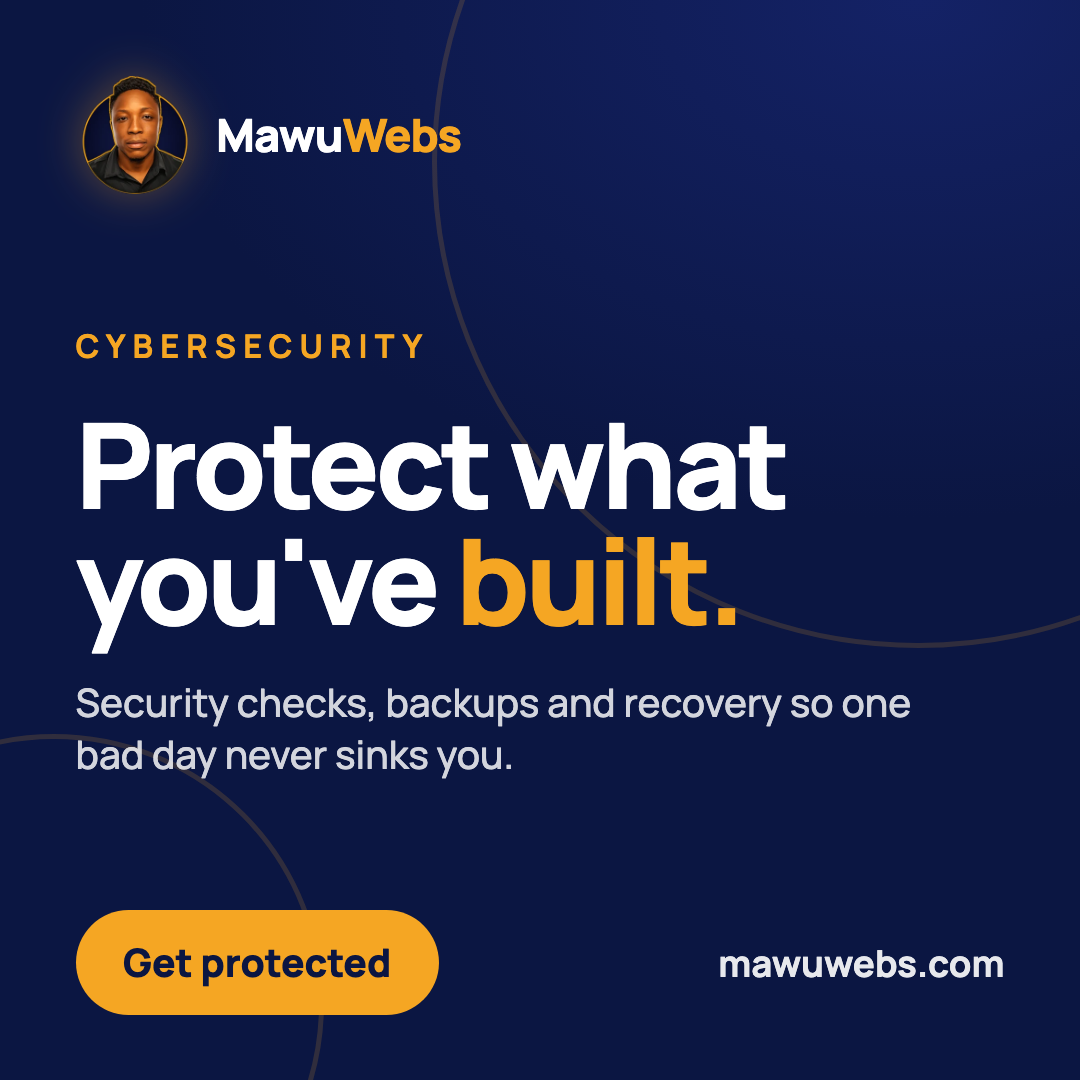 MawuWebs
CYBERSECURITY
Protect what
you've built.
Security checks, backups and recovery so one
bad day never sinks you.
Get protected
mawuwebs.com